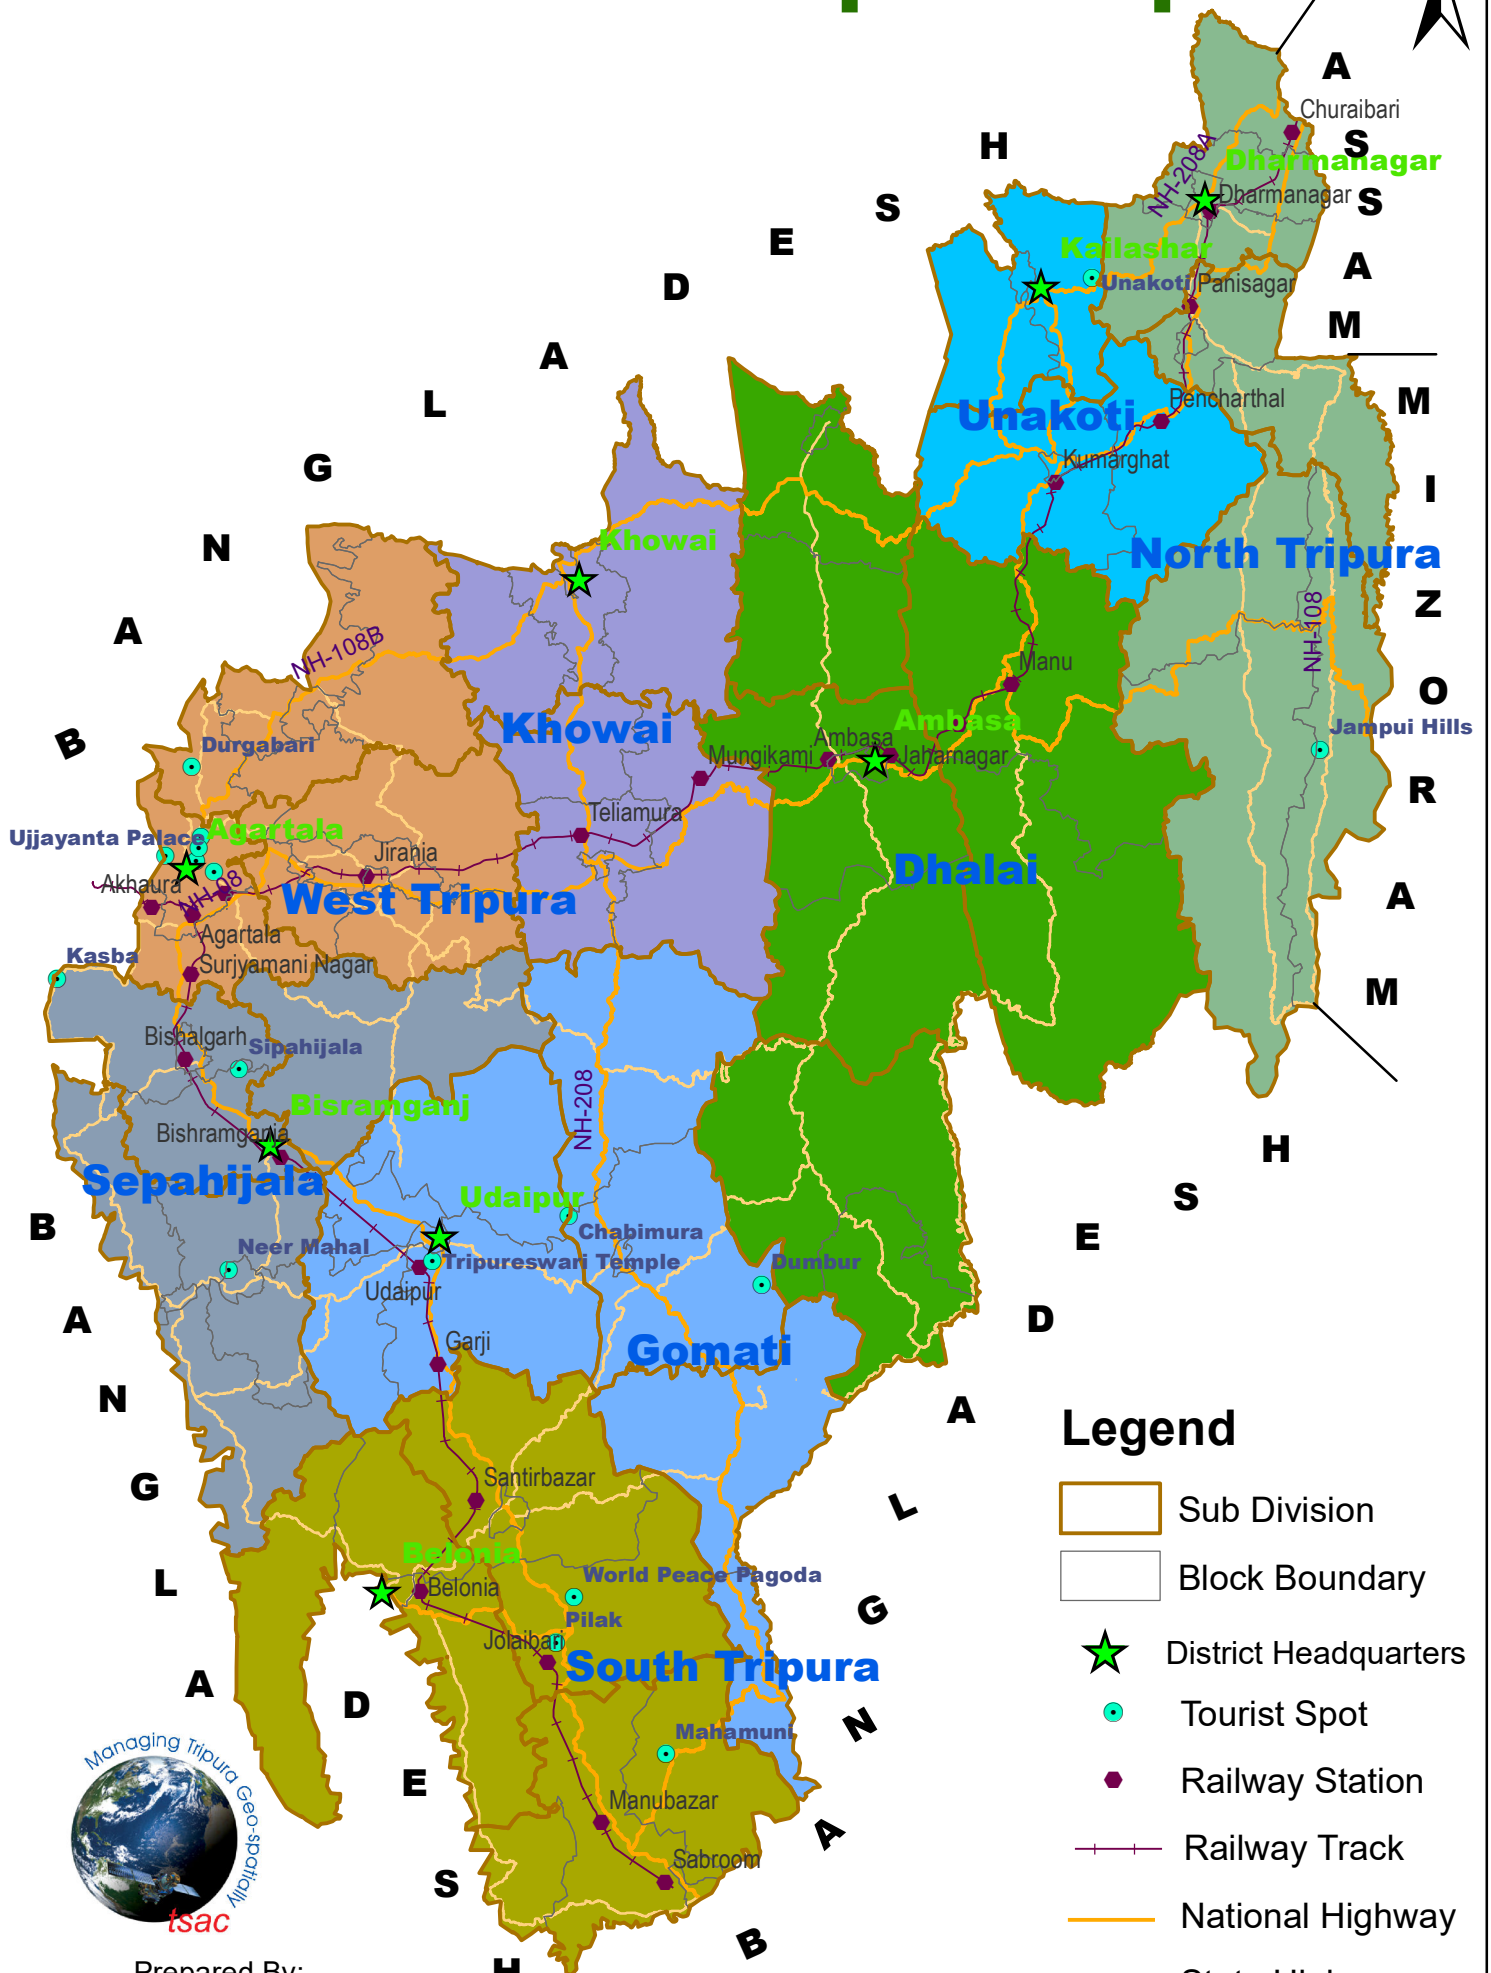 A
Churaibari
S
H
Dharmanagar
NH-208A
Dharmanagar
S
S
E
Kailashar
A
Unakoti
Panisagar
D
M
A
Pencharthal
M
L
Unakoti
Kumarghat
G
I
Khowai
N
North Tripura
Z
NH-108
A
NH-108B
Manu
O
Ambasa
Jampui Hills
Khowai
B
Durgabari
Ambasa
Mungikami
Jaharnagar
R
Teliamura
Agartala
Ujjayanta Palace
Jirania
Dhalai
Akhaura
NH-08
West Tripura
A
Agartala
Kasba
Surjyamani Nagar
M
Bishalgarh
Sipahijala
NH-208
Bisramganj
Bishramganja
H
Sepahijala
Udaipur
S
B
Chabimura
E
Neer Mahal
Tripureswari Temple
Dumbur
Udaipur
A
D
Garji
Gomati
N
A
Legend
Santirbazar
G
L
Sub Division
Belonia
L
World Peace Pagoda
Block Boundary
Belonia
G
Pilak
Jolaibari
District Headquarters
South Tripura
A
D
N
Tourist Spot
Mahamuni
Managing Tripura Geo-spatially
E
Railway Station
Manubazar
A
Railway Track
Sabroom
S
tsac
National Highway
B
H
Prepared By: